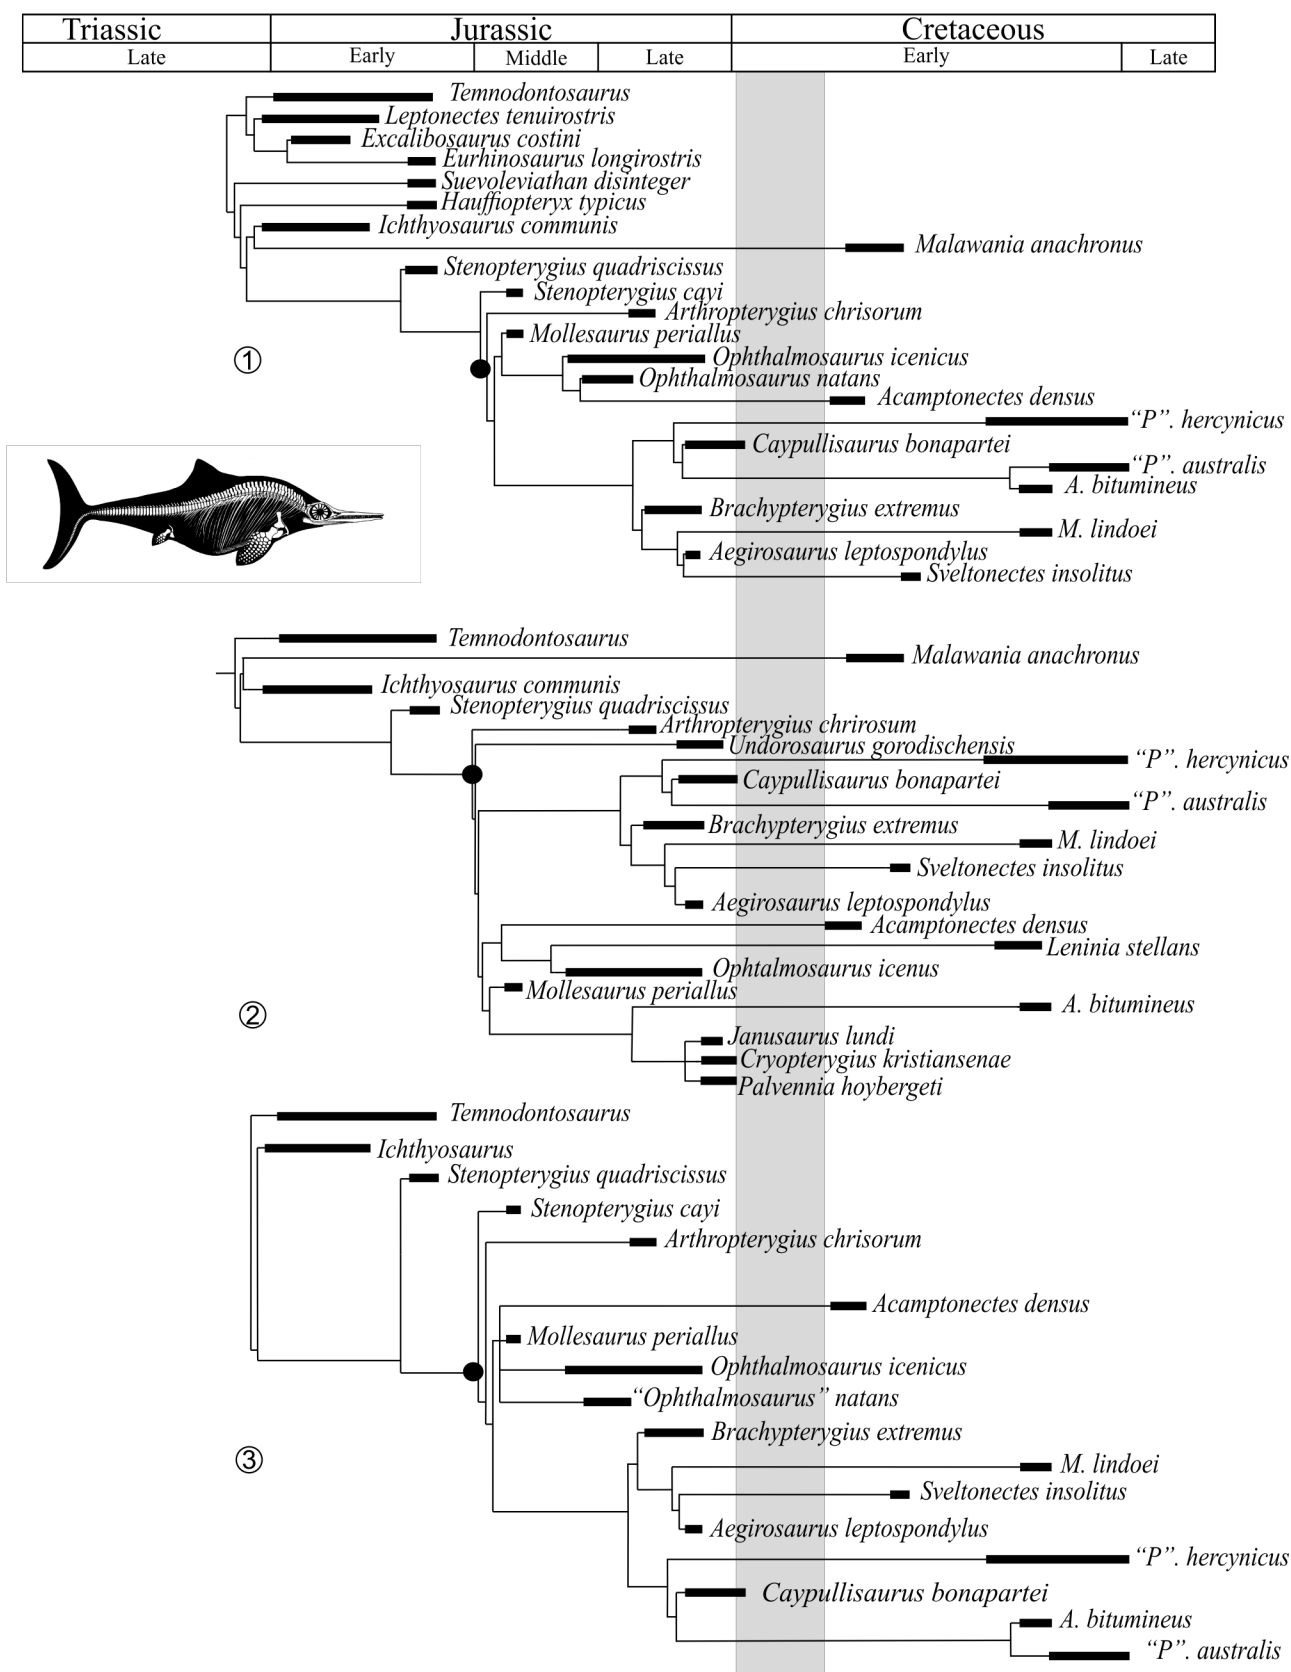 Triassic Jurassic Cretaceous
Late Early Middle Late Early Late
Temnodontosaurus
Leptonectes tenuirostris
Excalibosaurus costini
Eurhinosaurus longirostris
Suevoleviathan disinteger
Hauffiopteryx typicus
Ichthyosaurus communis
Malawania anachronus
Stenopterygius quadriscissus
Stenopterygius cayi
Arthropterygius chrisorum
Mollesaurus periallus
1
Ophthalmosaurus icenicus
Ophthalmosaurus natans
Acamptonectes densus
“P”. hercynicus
Caypullisaurus bonapartei
“P”. australis
A. bitumineus
Brachypterygius extremus
M. lindoei
Aegirosaurus leptospondylus
Sveltonectes insolitus
Temnodontosaurus
Malawania anachronus
Ichthyosaurus communis
Stenopterygius quadriscissus
Arthropterygius chrirosum
Undorosaurus gorodischensis
“P”. hercynicus
Caypullisaurus bonapartei
“P”. australis
Brachypterygius extremus
M. lindoei
Sveltonectes insolitus
Aegirosaurus leptospondylus
Acamptonectes densus
Leninia stellans
Ophtalmosaurus icenus
Mollesaurus periallus
A. bitumineus
2
Janusaurus lundi
Cryopterygius kristiansenae
Palvennia hoybergeti
Temnodontosaurus
Ichthyosaurus
Stenopterygius quadriscissus
Stenopterygius cayi
Arthropterygius chrisorum
Acamptonectes densus
Mollesaurus periallus
Ophthalmosaurus icenicus
“Ophthalmosaurus” natans
Brachypterygius extremus
3
M. lindoei
Sveltonectes insolitus
Aegirosaurus leptospondylus
“P”. hercynicus
Caypullisaurus bonapartei
A. bitumineus
“P”. australis